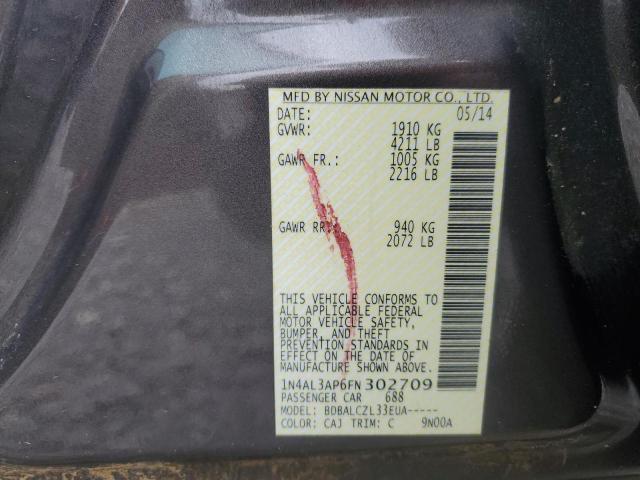 MFD BY NISSAN MOTOR CO., LTD.
DATE: 05/14
GVWR: 1910 KG
4211 LB
GAWR FR.: 1005 KG
2216 LB
GAWR RR.: 940 KG
2072 LB
THIS VEHICLE CONFORMS TO
ALL APPLICABLE FEDERAL
MOTOR VEHICLE SAFETY,
BUMPER, AND THEFT
PREVENTION STANDARDS IN
EFFECT ON THE DATE OF
MANUFACTURE SHOWN ABOVE.
1N4AL3AP6FN302709
PASSENGER CAR 688
MODEL: BDBALCZL33EUA-----
COLOR: CAJ TRIM: C 9N00A